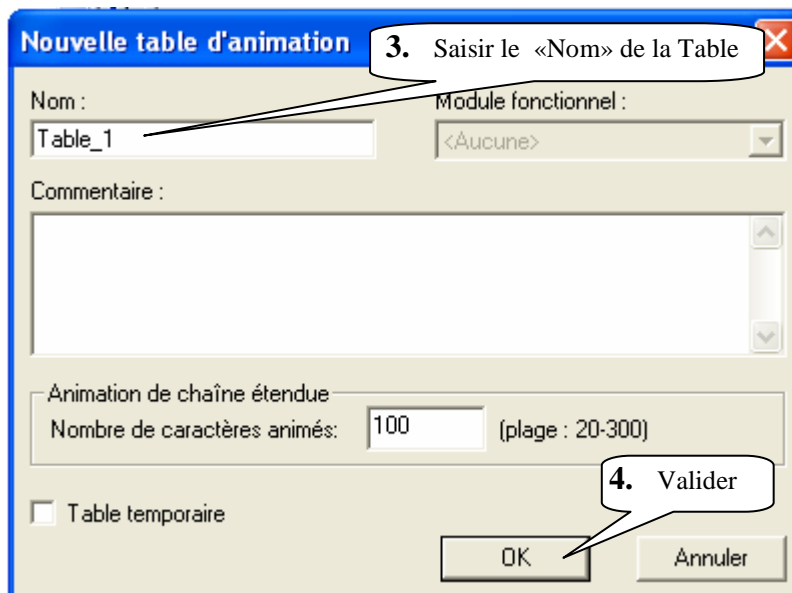 Nouvelle table d'animation
3. Saisir le «Nom» de la Table
Nom :
Module fonctionnel :
Table_1
<Aucune>
Commentaire :
Animation de chaîne étendue
Nombre de caractères animés:
100
(plage : 20-300)
4. Valider
Table temporaire
OK
Annuler